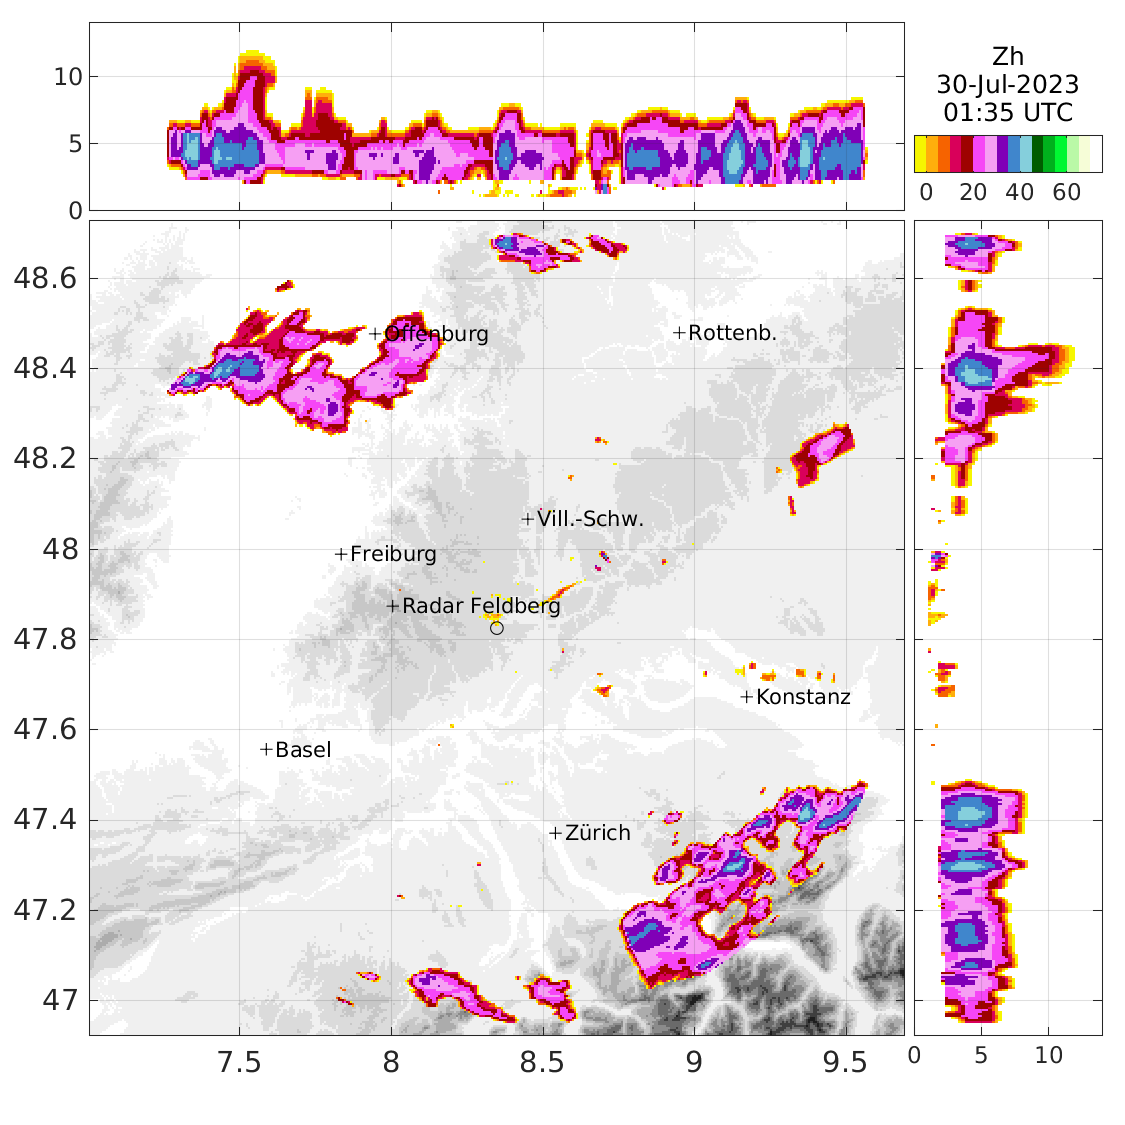 10
5
0
Zh
30-Jul-2023
01:35 UTC
0 20 40 60
48.6
48.4
48.2
48
47.8
47.6
47.4
47.2
47
Offenburg
Rottenb.
Vill.-Schw.
Freiburg
Radar Feldberg
Konstanz
Basel
Zürich
7.5 8 8.5 9 9.5
0 5 10